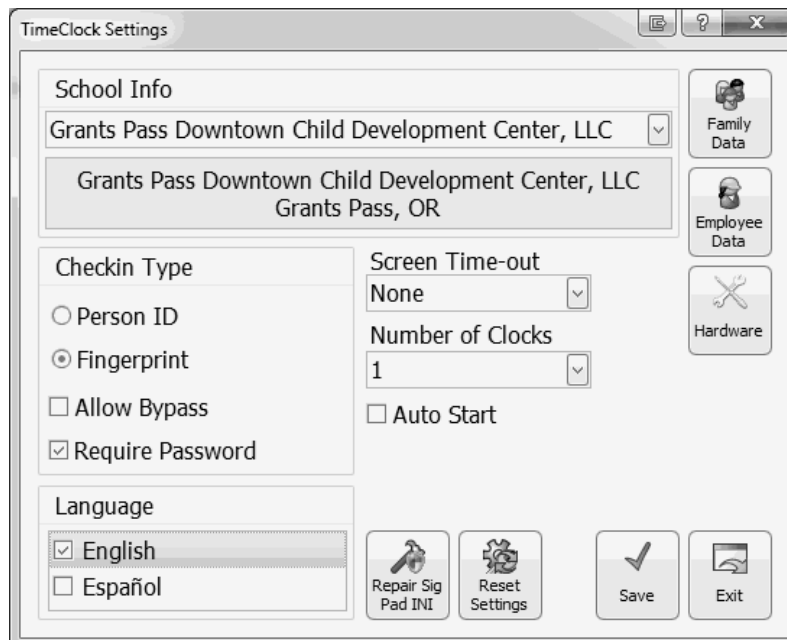 TimeClock Settings
School Info
Grants Pass Downtown Child Development Center, LLC
Grants Pass Downtown Child Development Center, LLC
Grants Pass, OR
Family
Data
Employee
Data
Hardware
Checkin Type
Person ID
Fingerprint
Allow Bypass
Require Password
Screen Time-out
None
Number of Clocks
1
Auto Start
Language
English
Español
Repair Sig
Pad INI
Reset
Settings
Save
Exit